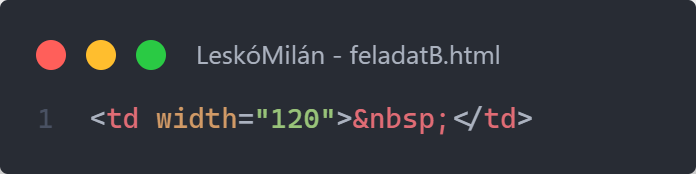 LeskóMilán - feladatB.html
1 <td width="120">&nbsp;</td>